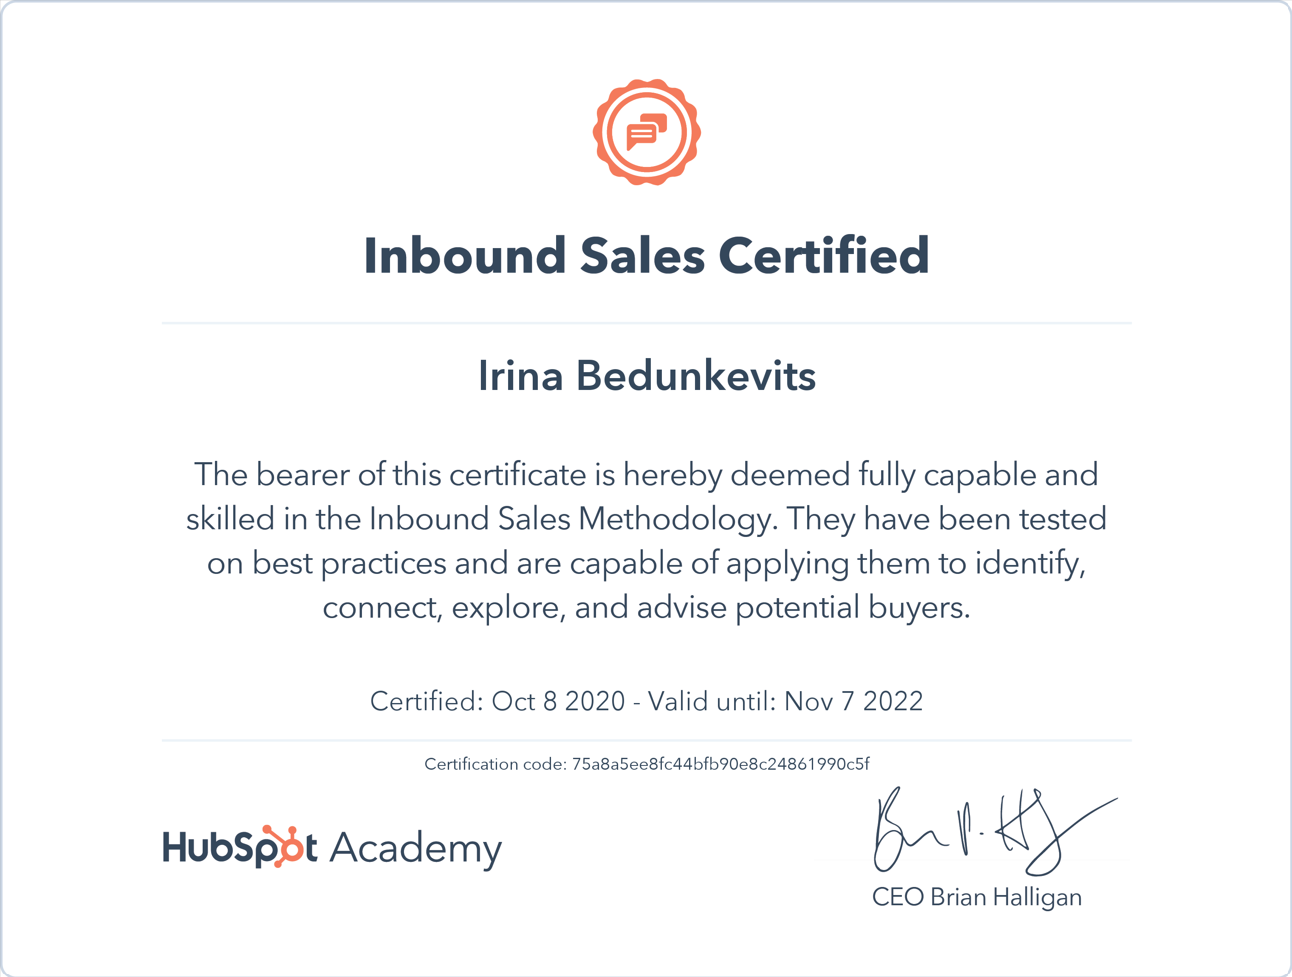 Inbound Sales Certified
Irina Bedunkevits
The bearer of this certificate is hereby deemed fully capable and
skilled in the Inbound Sales Methodology. They have been tested
on best practices and are capable of applying them to identify,
connect, explore, and advise potential buyers.
Certified: Oct 8 2020 - Valid until: Nov 7 2022
Certification code: 75a8a5ee8fc44bfb90e8c24861990c5f
HubSpot Academy
CEO Brian Halligan